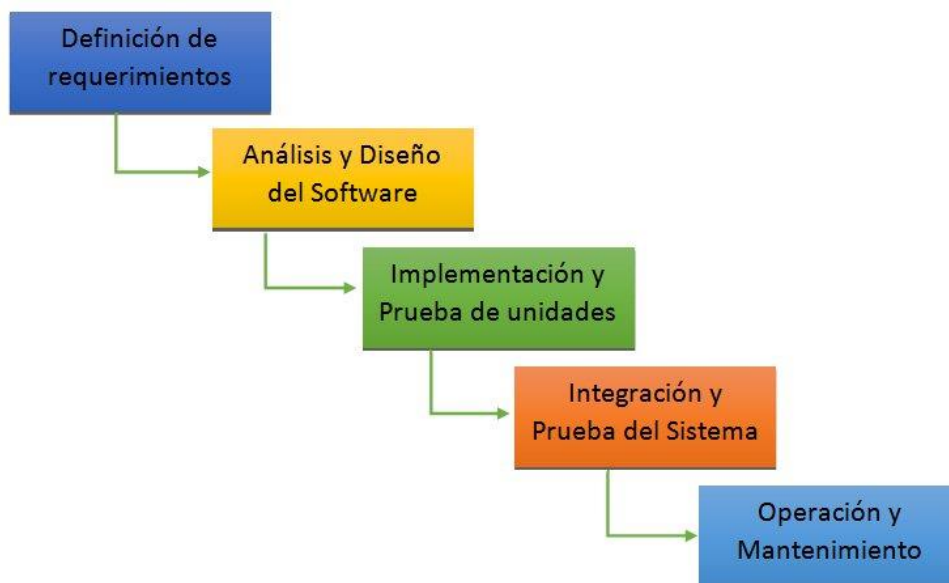 Definición de
requerimientos
Análisis y Diseño
del Software
Implementación y
Prueba de unidades
Integración y
Prueba del Sistema
Operación y
Mantenimiento